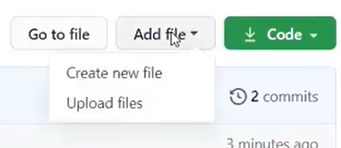 Go to file
Add file
Code
Create new file
Upload files
2 commits
3 minutes ago